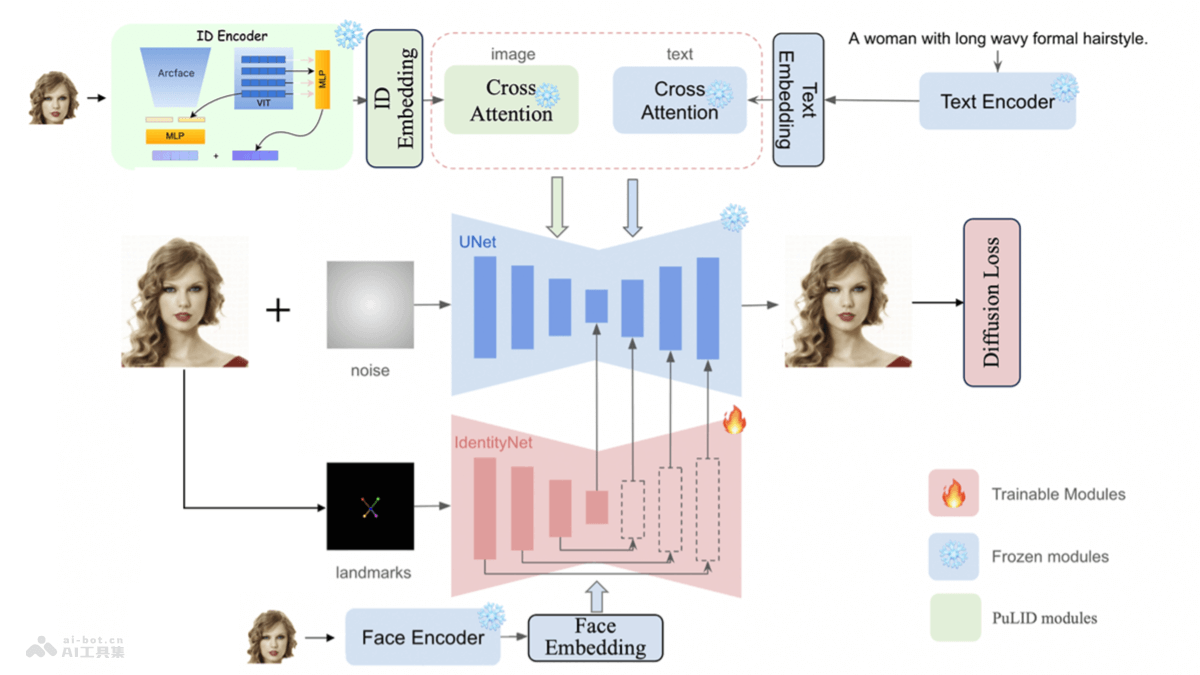 ID Encoder
Arcface
VIT
MLP
MLP
+
ID
Embedding
image
Cross
Attention
text
Cross
Attention
Text
Embedding
A woman with long wavy formal hairstyle.
Text Encoder
UNet
+
noise
Diffusion Loss
IdentityNet
landmarks
Trainable Modules
Frozen modules
PuLID modules
Face Encoder
Face
Embedding
ai-bot.cn
AI工具集